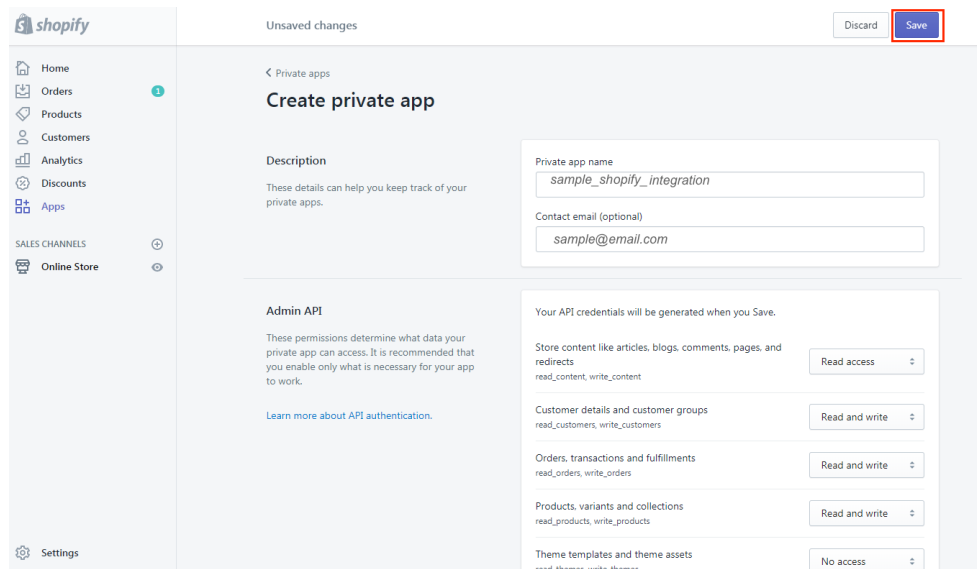 shopify
Unsaved changes
Discard
Save
Home
Orders
1
Products
Customers
Analytics
Discounts
Apps
SALES CHANNELS
Online Store
Settings
Private apps
Create private app
Description
These details can help you keep track of your
private apps.
Private app name
sample_shopify_integration
Contact email (optional)
sample@email.com
Admin API
These permissions determine what data your
private app can access. It is recommended that
you enable only what is necessary for your app
to work.
Learn more about API authentication.
Your API credentials will be generated when you Save.
Store content like articles, blogs, comments, pages, and
redirects
read_content, write_content
Read access
Customer details and customer groups
read_customers, write_customers
Read and write
Orders, transactions and fulfillments
read_orders, write_orders
Read and write
Products, variants and collections
read_products, write_products
Read and write
Theme templates and theme assets
read_themes, write_themes
No access